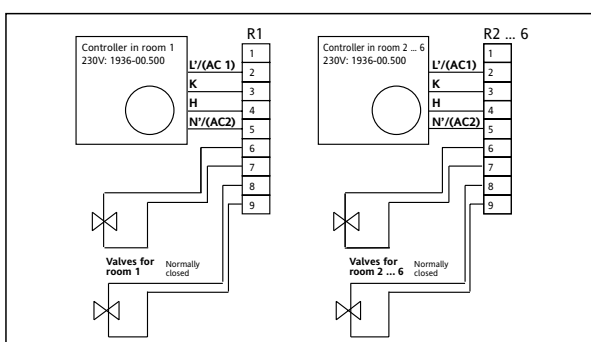 R1
Controller in room 1
230V: 1936-00.500
L'/(AC 1)
K
H
N'/(AC2)
1
2
3
4
5
6
7
8
9
Valves for
room 1
Normally
closed
R2 ... 6
Controller in room 2 ... 6
230V: 1936-00.500
L'/(AC1)
K
H
N'/(AC2)
1
2
3
4
5
6
7
8
9
Valves for
room 2 ... 6
Normally
closed